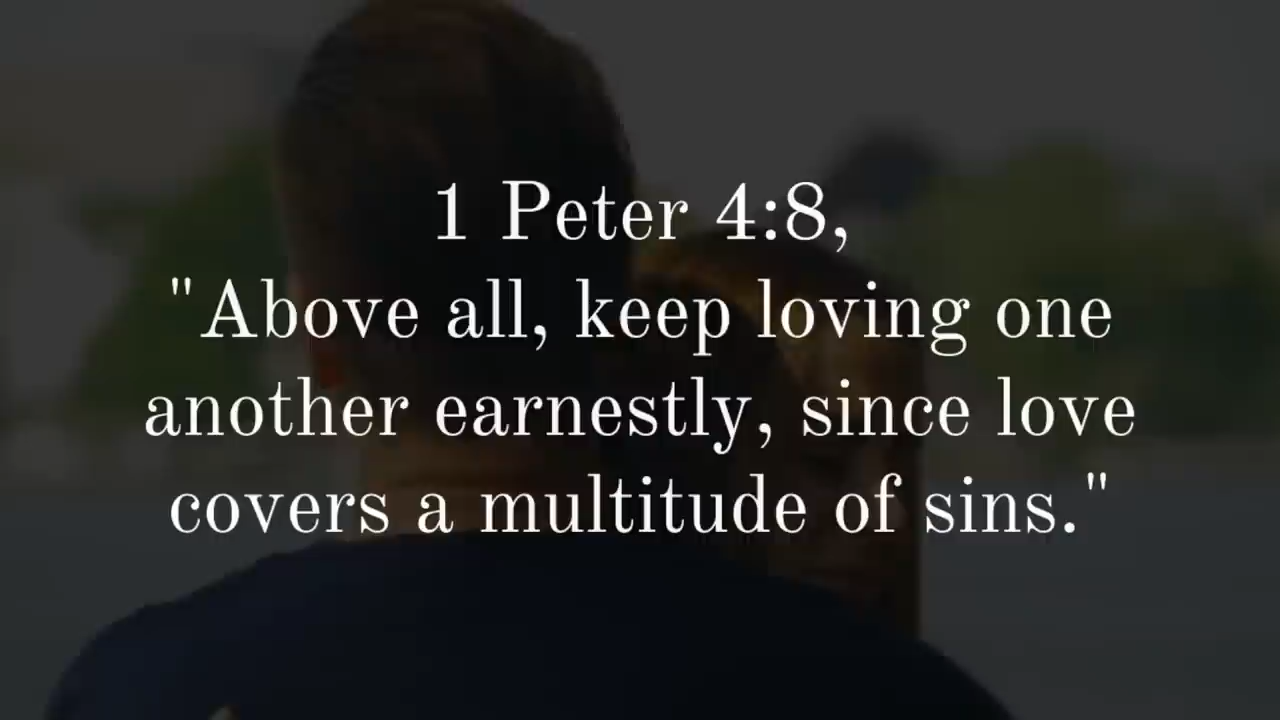 1 Peter 4:8,
"Above all, keep loving one
another earnestly, since love
covers a multitude of sins."